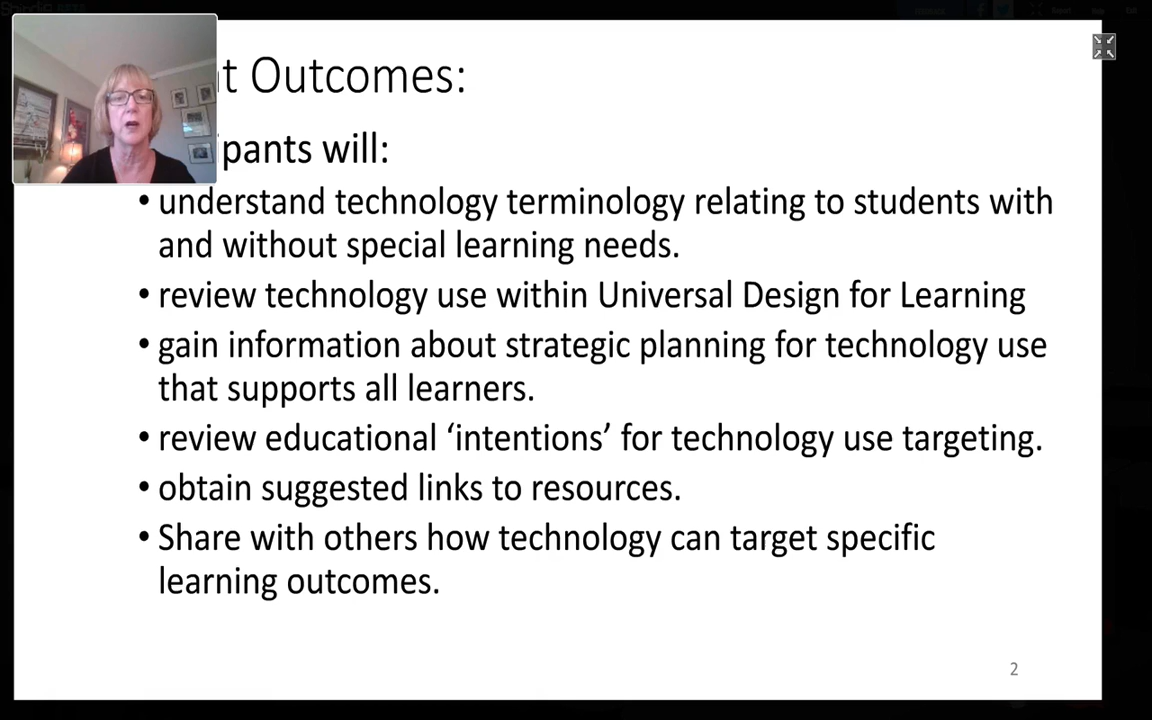 t Outcomes:
pants will:
• understand technology terminology relating to students with
and without special learning needs.
• review technology use within Universal Design for Learning
• gain information about strategic planning for technology use
that supports all learners.
• review educational ‘intentions’ for technology use targeting.
• obtain suggested links to resources.
• Share with others how technology can target specific
learning outcomes.
2